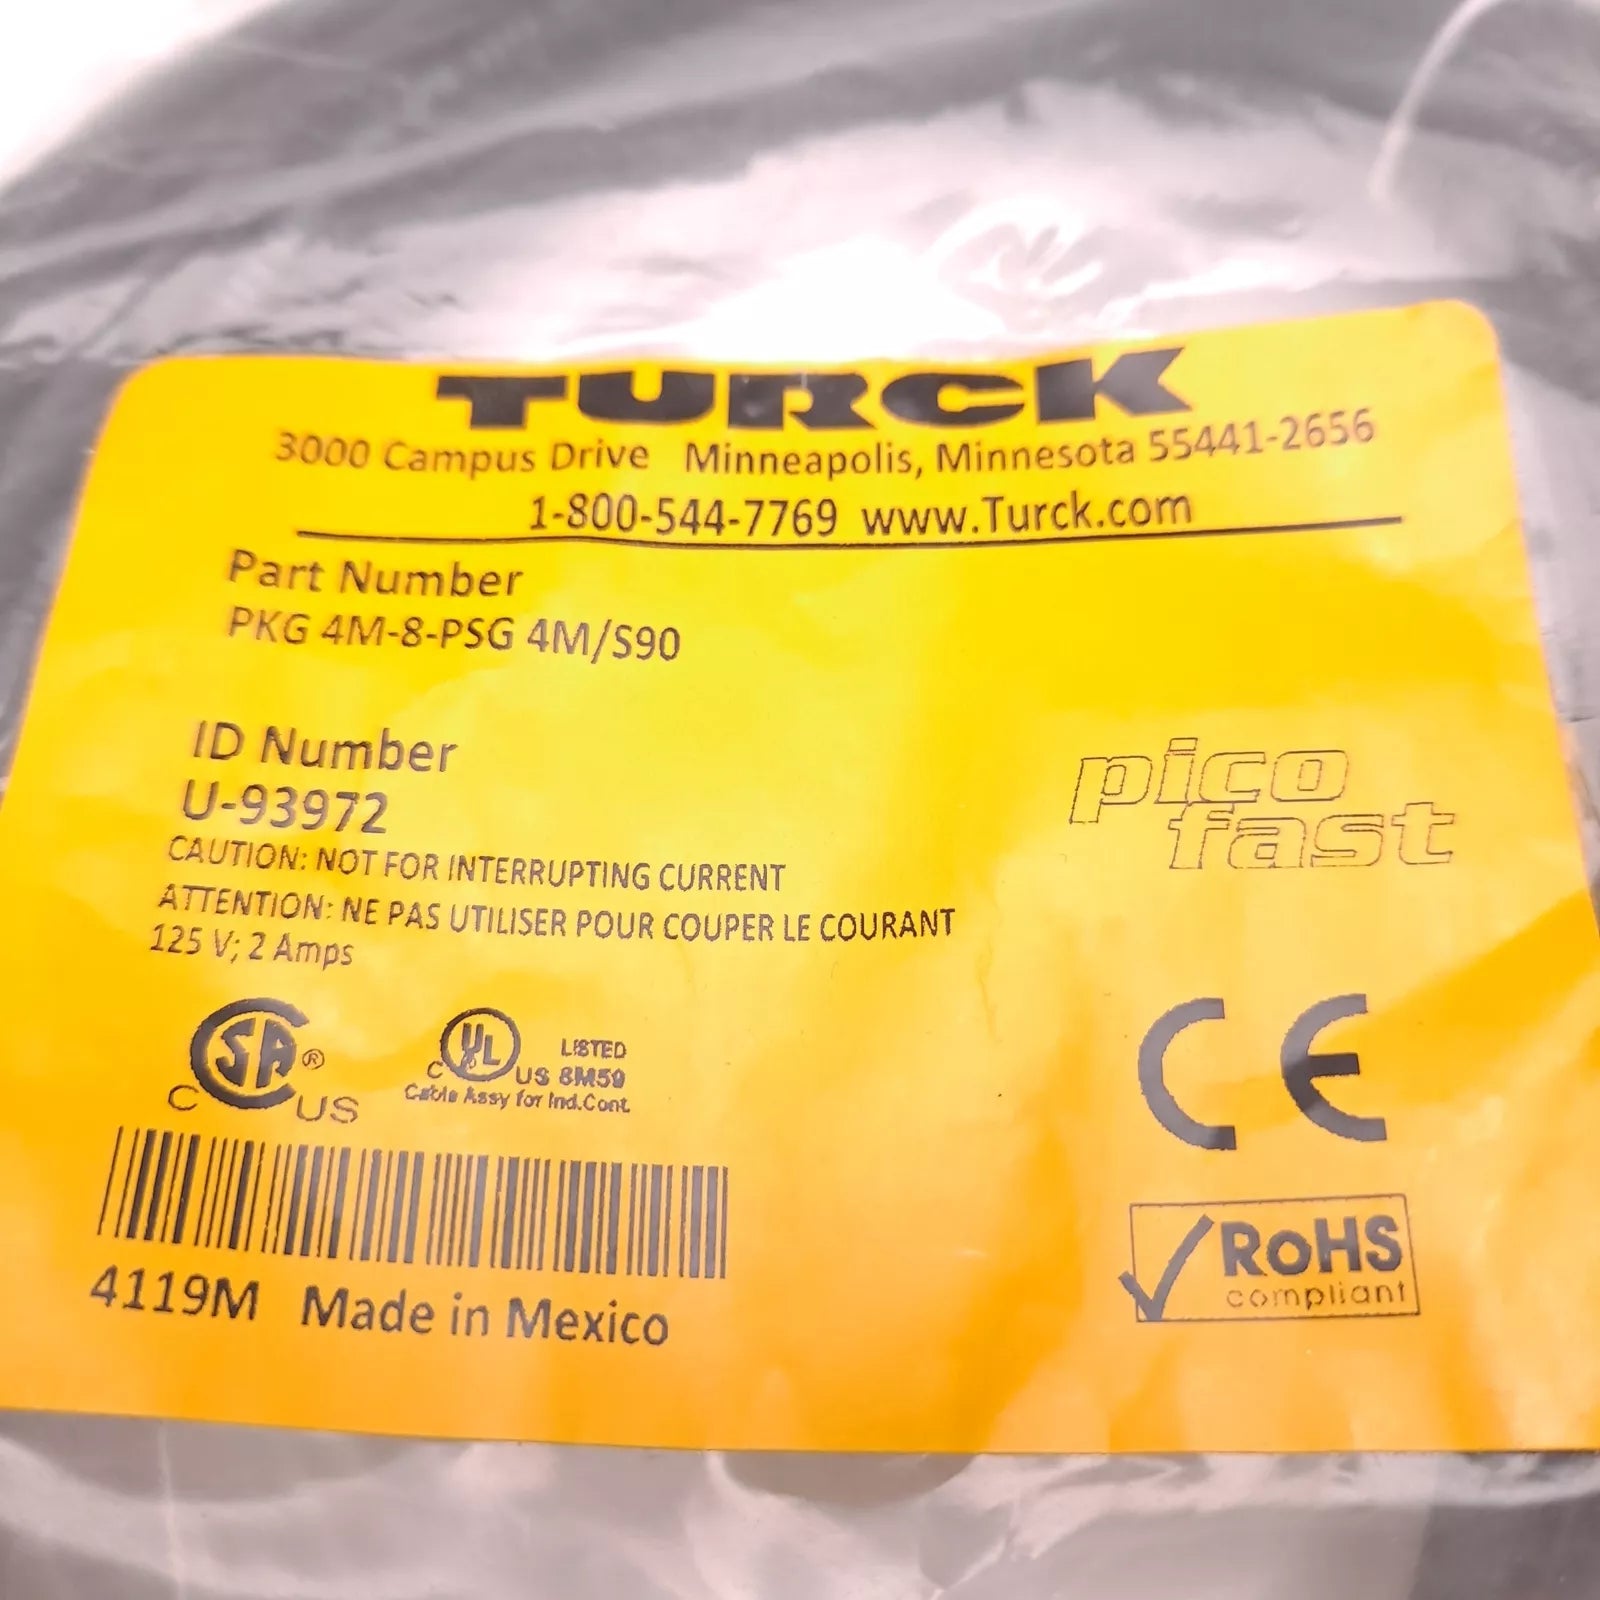 TURCK
3000 Campus Drive Minneapolis, Minnesota 55441-2656
1-800-544-7769 www.Turck.com
Part Number
PKG 4M-8-PSG 4M/S90
ID Number
U-93972
pico
fast
CAUTION: NOT FOR INTERRUPTING CURRENT
ATTENTION: NE PAS UTILISER POUR COUPER LE COURANT
125 V; 2 Amps
CSA®
C US
UL LISTED
C US 8M59
Cable Assy for Ind.Cont.
CE
RoHS
compliant
4119M Made in Mexico